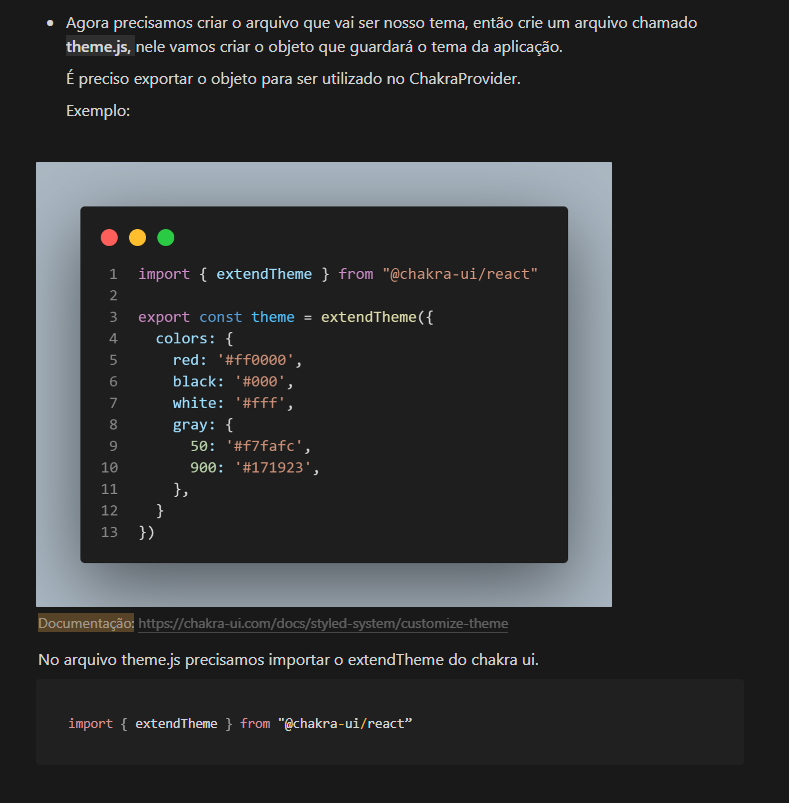 • Agora precisamos criar o arquivo que vai ser nosso tema, então crie um arquivo chamado
theme.js, nele vamos criar o objeto que guardará o tema da aplicação.
É preciso exportar o objeto para ser utilizado no ChakraProvider.
Exemplo:
1 import { extendTheme } from "@chakra-ui/react"
2
3 export const theme = extendTheme({
4 colors: {
5 red: '#ff0000',
6 black: '#000',
7 white: '#fff',
8 gray: {
9 50: '#f7fafc',
10 900: '#171923',
11 },
12 }
13 })
Documentação: https://chakra-ui.com/docs/styled-system/customize-theme
No arquivo theme.js precisamos importar o extendTheme do chakra ui.
import { extendTheme } from "@chakra-ui/react”